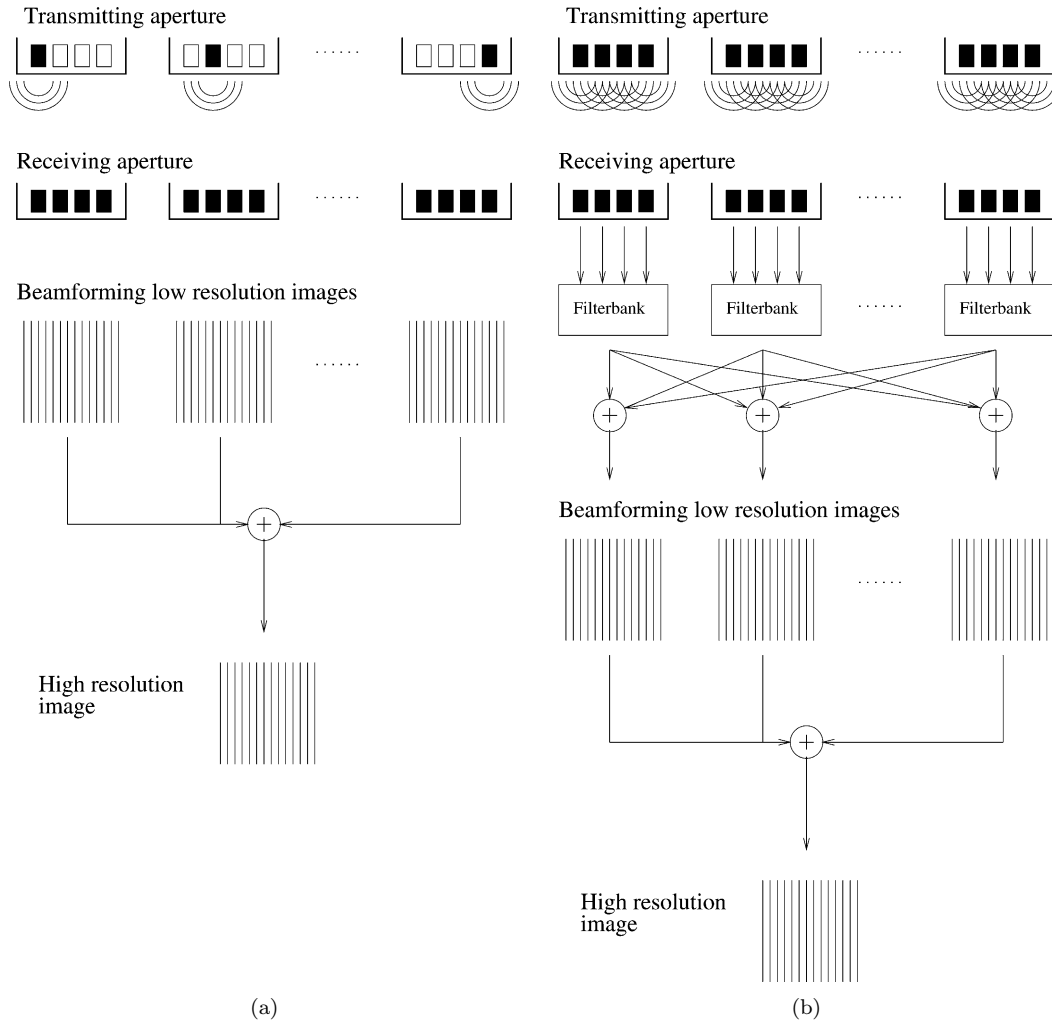 Transmitting aperture
......
Receiving aperture
......
Beamforming low resolution images
......
+
High resolution
image
(a)
Transmitting aperture
......
Receiving aperture
......
Filterbank
Filterbank
......
Filterbank
+
+
+
Beamforming low resolution images
......
+
High resolution
image
(b)